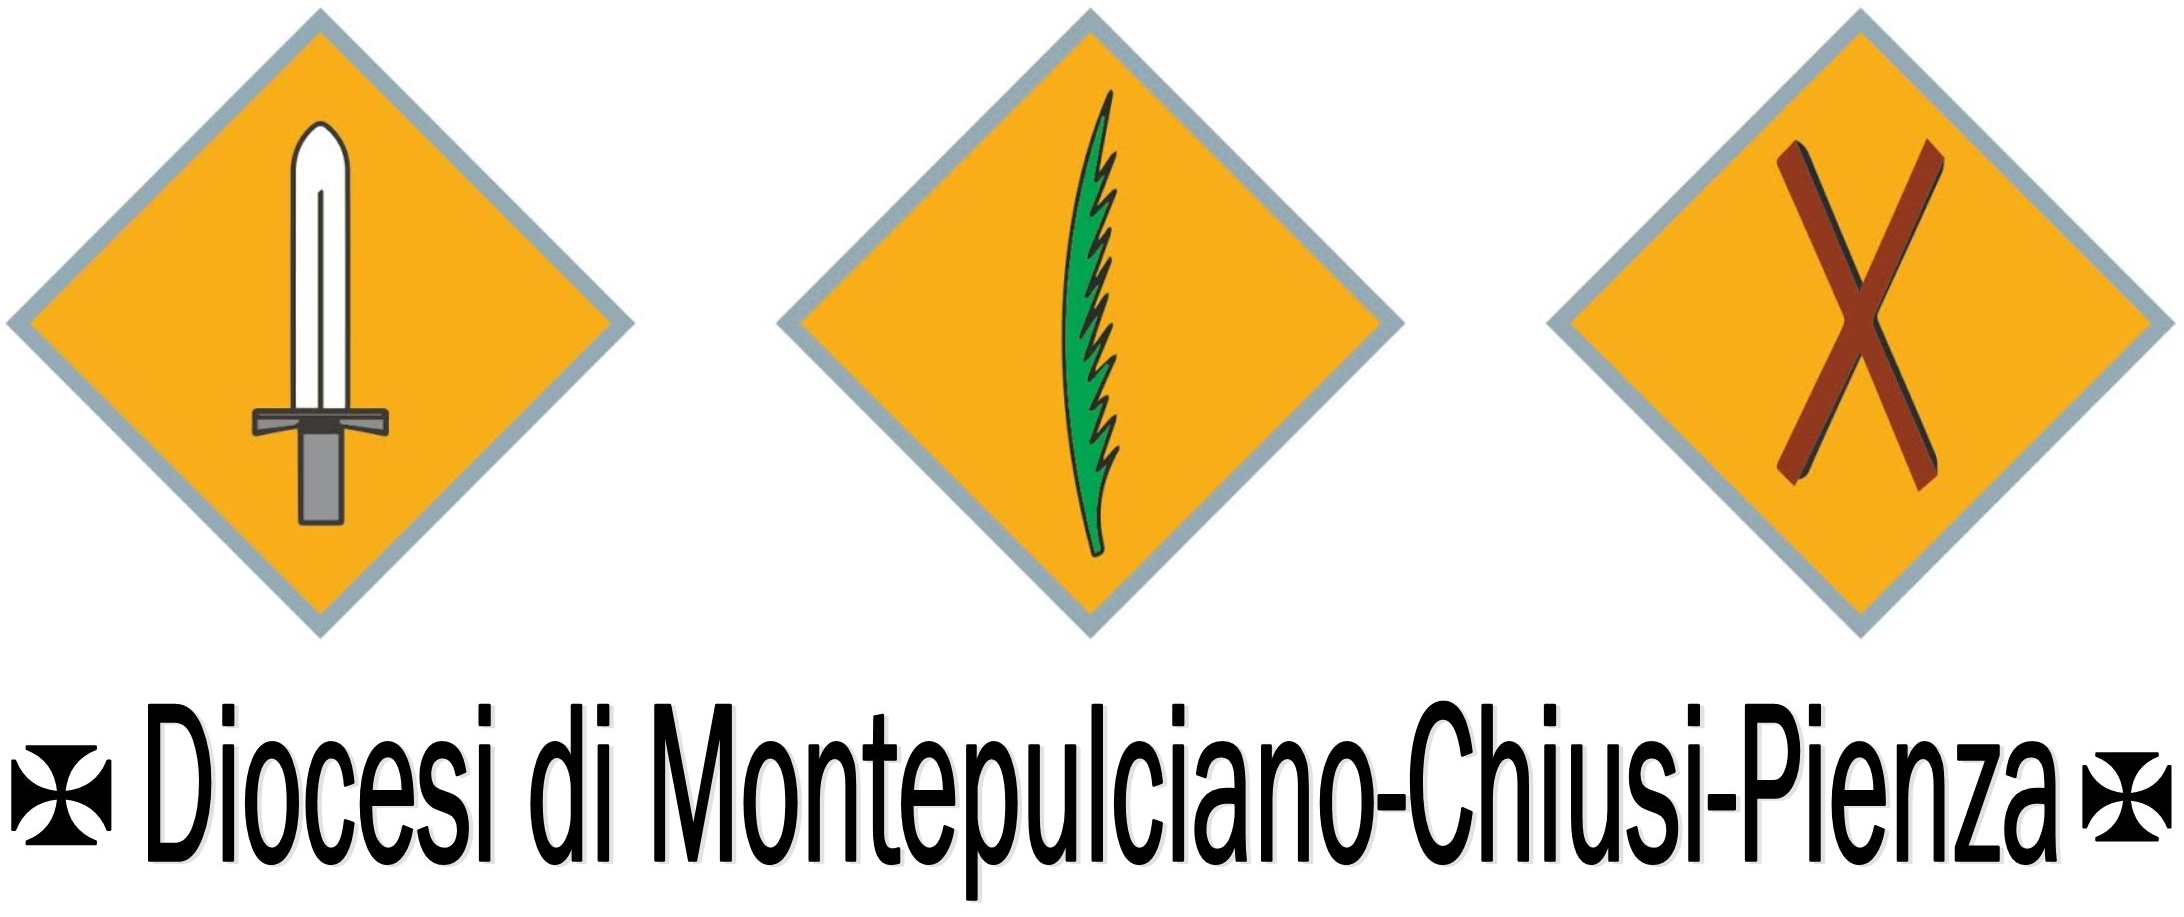 ✠ Diocesi di Montepulciano-Chiusi-Pienza ✠